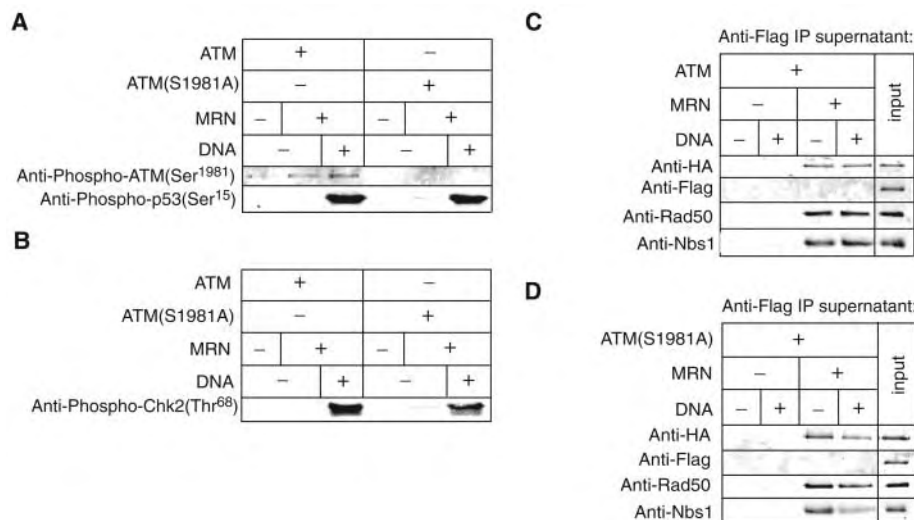 A
ATM + −
ATM(S1981A) − +
MRN − + − +
DNA − + − +
Anti-Phospho-ATM(Ser1981)
Anti-Phospho-p53(Ser15)
B
ATM + −
ATM(S1981A) − +
MRN − + − +
DNA − + − +
Anti-Phospho-Chk2(Thr68)
C
Anti-Flag IP supernatant:
ATM +
MRN − +
DNA − + − +
input
Anti-HA
Anti-Flag
Anti-Rad50
Anti-Nbs1
D
Anti-Flag IP supernatant:
ATM(S1981A) +
MRN − +
DNA − + − +
input
Anti-HA
Anti-Flag
Anti-Rad50
Anti-Nbs1